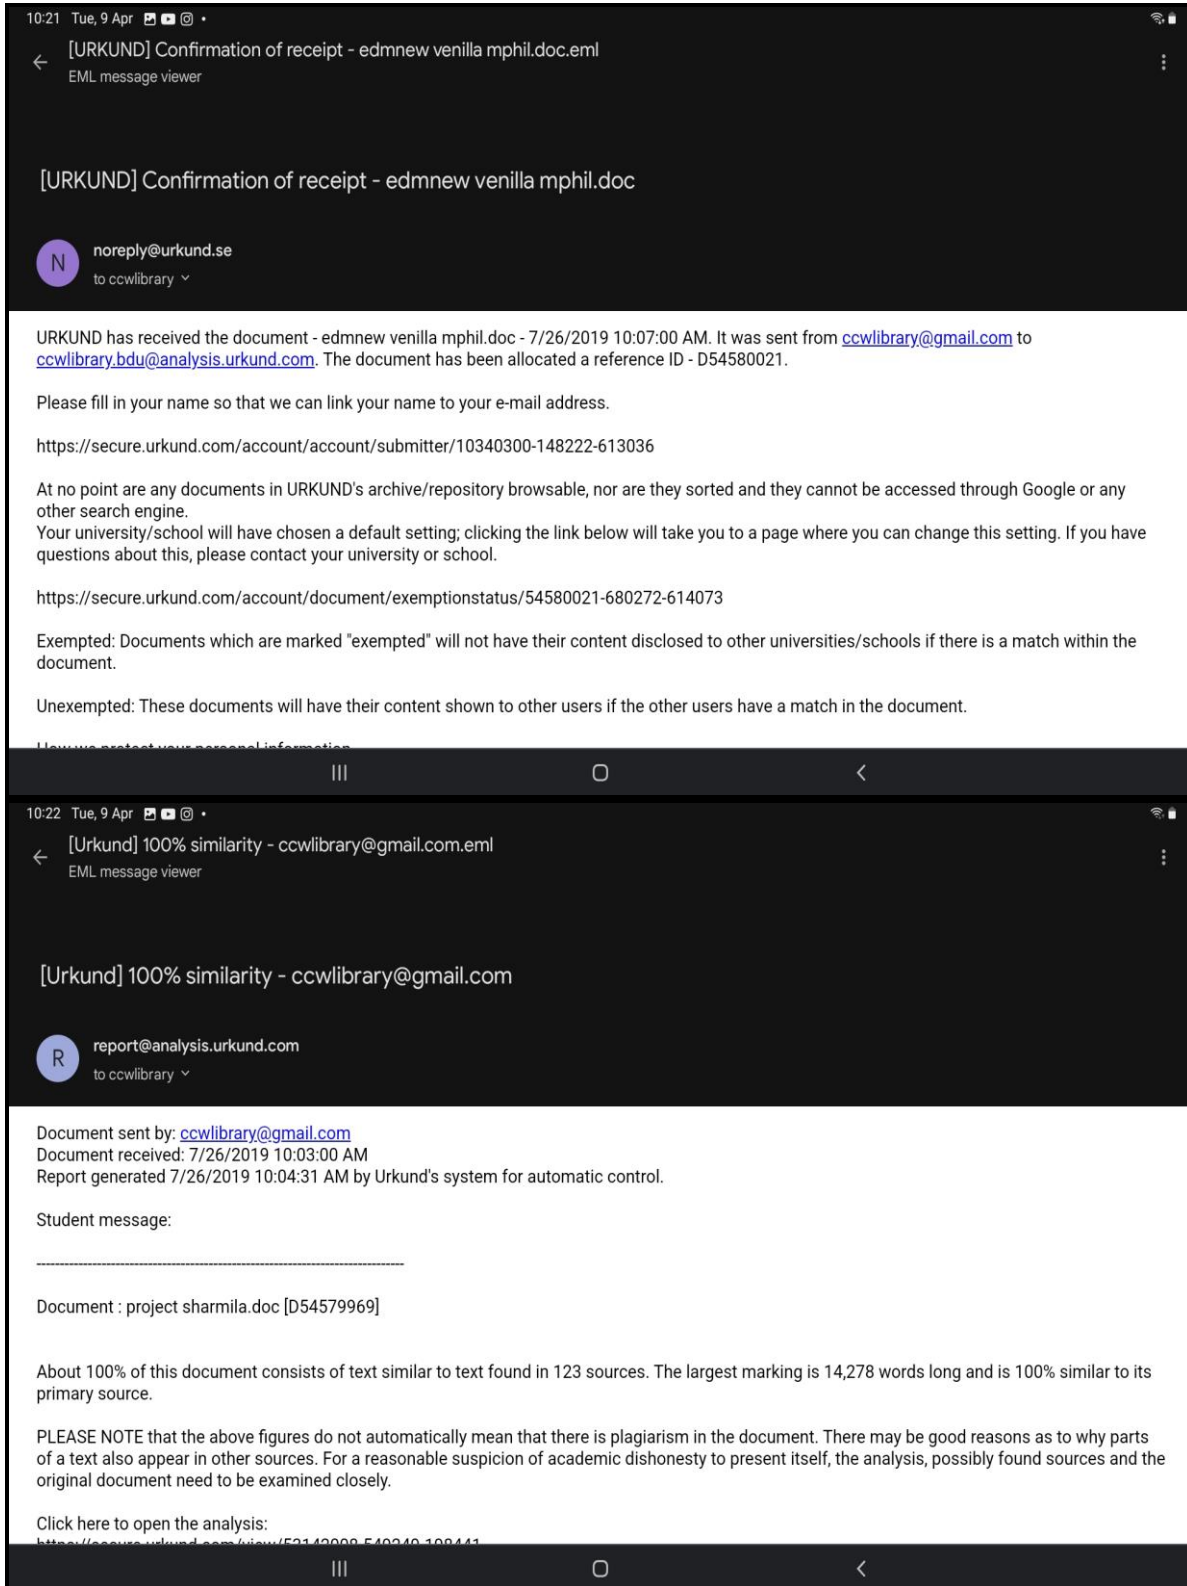 10:21 Tue, 9 Apr
[URKUND] Confirmation of receipt - edmnew venilla mphil.doc.eml
EML message viewer
[URKUND] Confirmation of receipt - edmnew venilla mphil.doc
N
noreply@urkund.se
to ccwlibrary
URKUND has received the document - edmnew venilla mphil.doc - 7/26/2019 10:07:00 AM. It was sent from ccwlibrary@gmail.com to
ccwlibrary.bdu@analysis.urkund.com. The document has been allocated a reference ID - D54580021.
Please fill in your name so that we can link your name to your e-mail address.
https://secure.urkund.com/account/account/submitter/10340300-148222-613036
At no point are any documents in URKUND's archive/repository browsable, nor are they sorted and they cannot be accessed through Google or any
other search engine.
Your university/school will have chosen a default setting; clicking the link below will take you to a page where you can change this setting. If you have
questions about this, please contact your university or school.
https://secure.urkund.com/account/document/exemptionstatus/54580021-680272-614073
Exempted: Documents which are marked "exempted" will not have their content disclosed to other universities/schools if there is a match within the
document.
Unexempted: These documents will have their content shown to other users if the other users have a match in the document.
How we protect your personal information
10:22 Tue, 9 Apr
[Urkund] 100% similarity - ccwlibrary@gmail.com.eml
EML message viewer
[Urkund] 100% similarity - ccwlibrary@gmail.com
R
report@analysis.urkund.com
to ccwlibrary
Document sent by: ccwlibrary@gmail.com
Document received: 7/26/2019 10:03:00 AM
Report generated 7/26/2019 10:04:31 AM by Urkund's system for automatic control.
Student message:
--------------------------------------------------------------------------------
Document : project sharmila.doc [D54579969]
About 100% of this document consists of text similar to text found in 123 sources. The largest marking is 14,278 words long and is 100% similar to its
primary source.
PLEASE NOTE that the above figures do not automatically mean that there is plagiarism in the document. There may be good reasons as to why parts
of a text also appear in other sources. For a reasonable suspicion of academic dishonesty to present itself, the analysis, possibly found sources and the
original document need to be examined closely.
Click here to open the analysis: